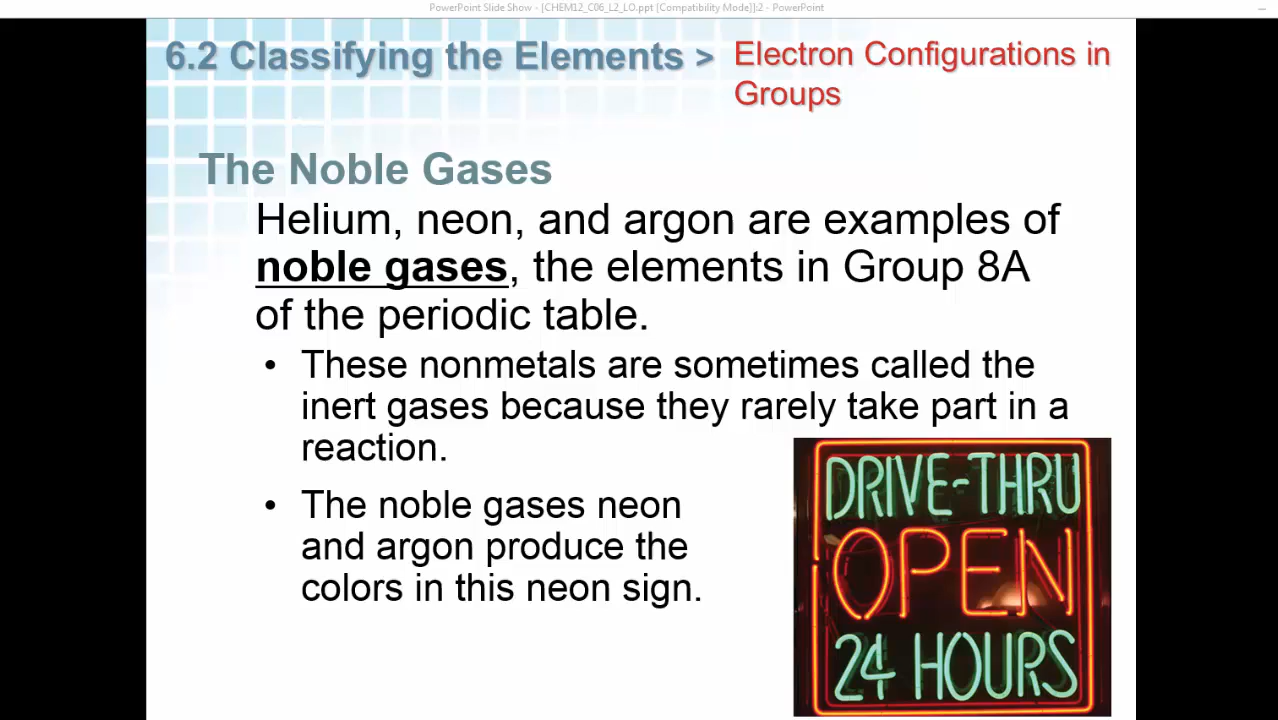 PowerPoint Slide Show - [CHEM12_C06_L2_LO.ppt [Compatibility Mode]]:2 - PowerPoint
6.2 Classifying the Elements >
Electron Configurations in
Groups
The Noble Gases
Helium, neon, and argon are examples of
noble gases, the elements in Group 8A
of the periodic table.
• These nonmetals are sometimes called the
inert gases because they rarely take part in a
reaction.
• The noble gases neon
and argon produce the
colors in this neon sign.
DRIVE-THRU
OPEN
24 HOURS